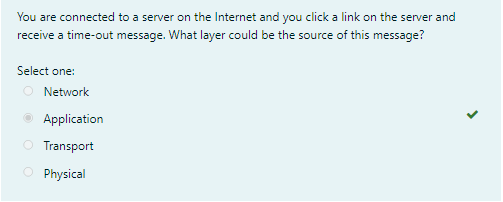 You are connected to a server on the Internet and you click a link on the server and
receive a time-out message. What layer could be the source of this message?
Select one:
Network
Application
Transport
Physical